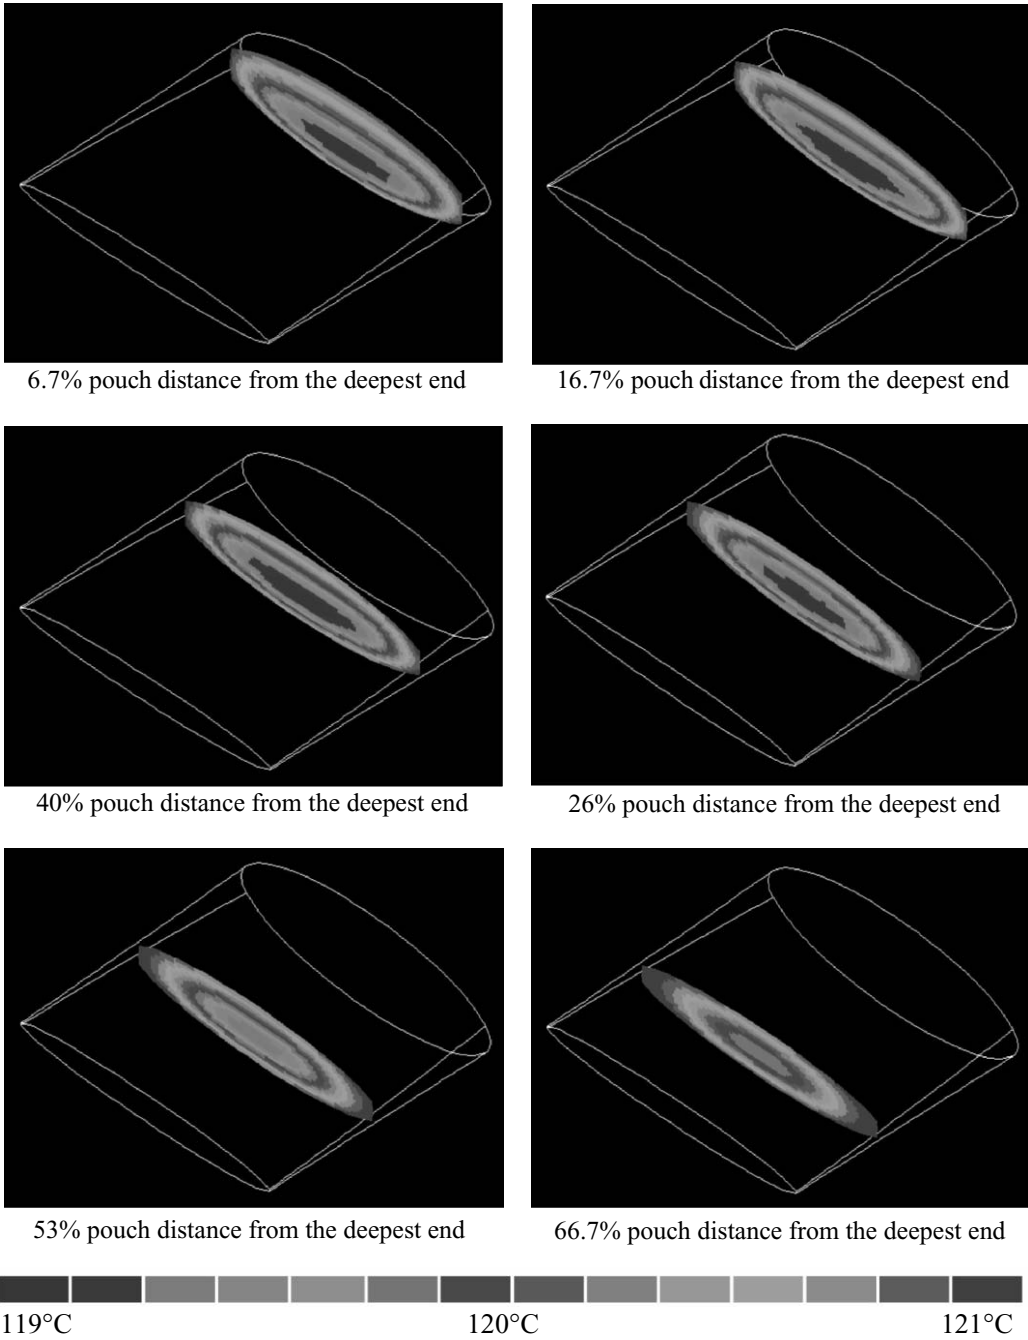 6.7% pouch distance from the deepest end
16.7% pouch distance from the deepest end
40% pouch distance from the deepest end
26% pouch distance from the deepest end
53% pouch distance from the deepest end
66.7% pouch distance from the deepest end
119°C
120°C
121°C